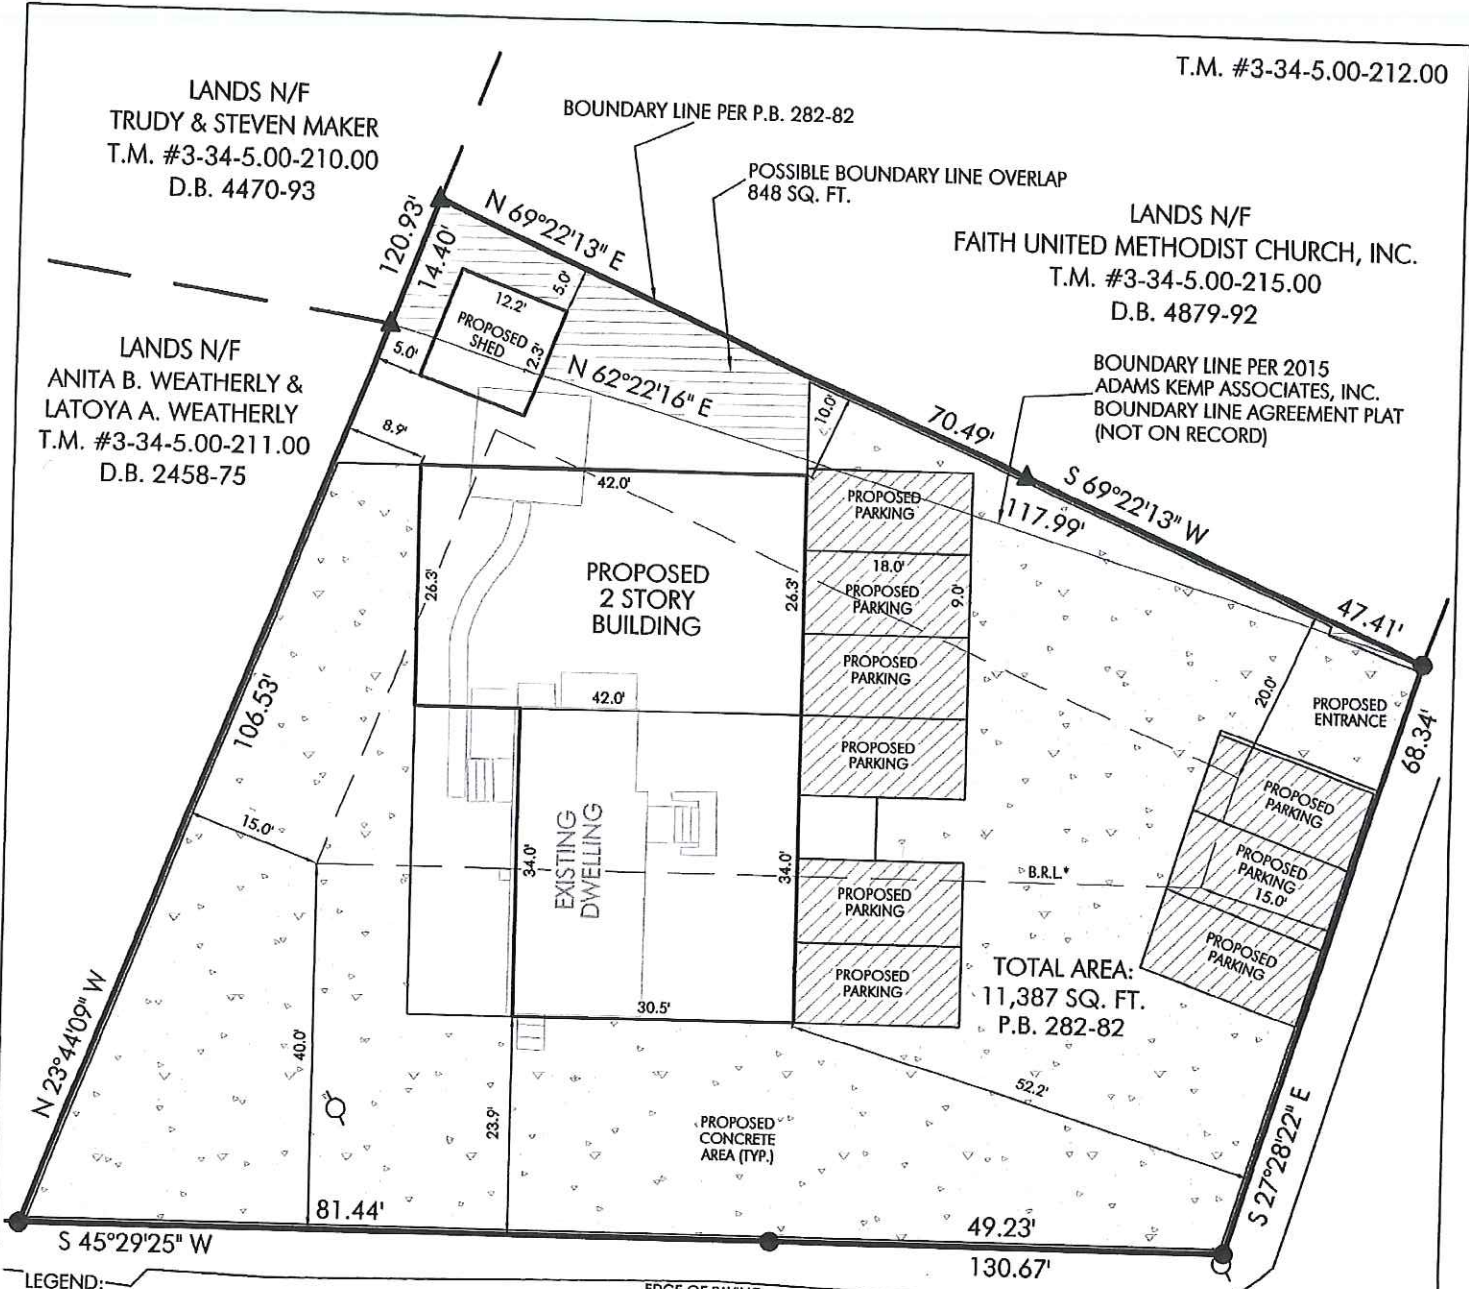 T.M. #3-34-5.00-212.00
LANDS N/F
TRUDY & STEVEN MAKER
T.M. #3-34-5.00-210.00
D.B. 4470-93
BOUNDARY LINE PER P.B. 282-82
POSSIBLE BOUNDARY LINE OVERLAP
848 SQ. FT.
LANDS N/F
FAITH UNITED METHODIST CHURCH, INC.
T.M. #3-34-5.00-215.00
D.B. 4879-92
120.93'
14.40'
N 69°22'13" E
5.0'
12.2'
PROPOSED
SHED
12.3'
5.0'
LANDS N/F
ANITA B. WEATHERLY &
LATOYA A. WEATHERLY
T.M. #3-34-5.00-211.00
D.B. 2458-75
N 62°22'16" E
BOUNDARY LINE PER 2015
ADAMS KEMP ASSOCIATES, INC.
BOUNDARY LINE AGREEMENT PLAT
(NOT ON RECORD)
10.0'
70.49'
8.9'
S 69°22'13" W
117.99'
47.41'
42.0'
PROPOSED
PARKING
26.3'
PROPOSED
2 STORY
BUILDING
26.3'
18.0'
PROPOSED
PARKING
9.0'
PROPOSED
PARKING
42.0'
PROPOSED
PARKING
20.0'
PROPOSED
ENTRANCE
68.34'
106.53'
15.0'
EXISTING
DWELLING
34.0'
34.0'
PROPOSED
PARKING
PROPOSED
PARKING
15.0'
PROPOSED
PARKING
B.R.L.*
PROPOSED
PARKING
PROPOSED
PARKING
30.5'
TOTAL AREA:
11,387 SQ. FT.
P.B. 282-82
N 23°44'09" W
40.0'
23.9'
52.2'
PROPOSED
CONCRETE
AREA (TYP.)
S 27°28'22" E
81.44'
49.23'
S 45°29'25" W
130.67'
LEGEND: